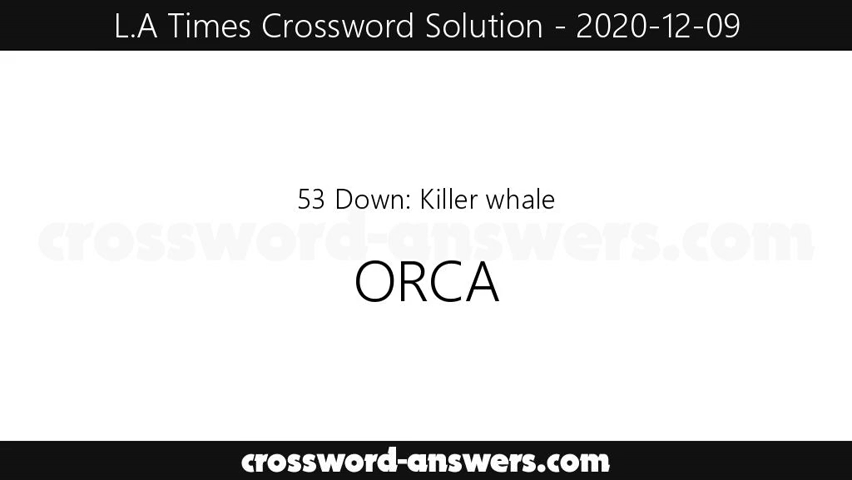 L.A Times Crossword Solution - 2020-12-09
53 Down: Killer whale
crossword-answers.com
ORCA
crossword-answers.com